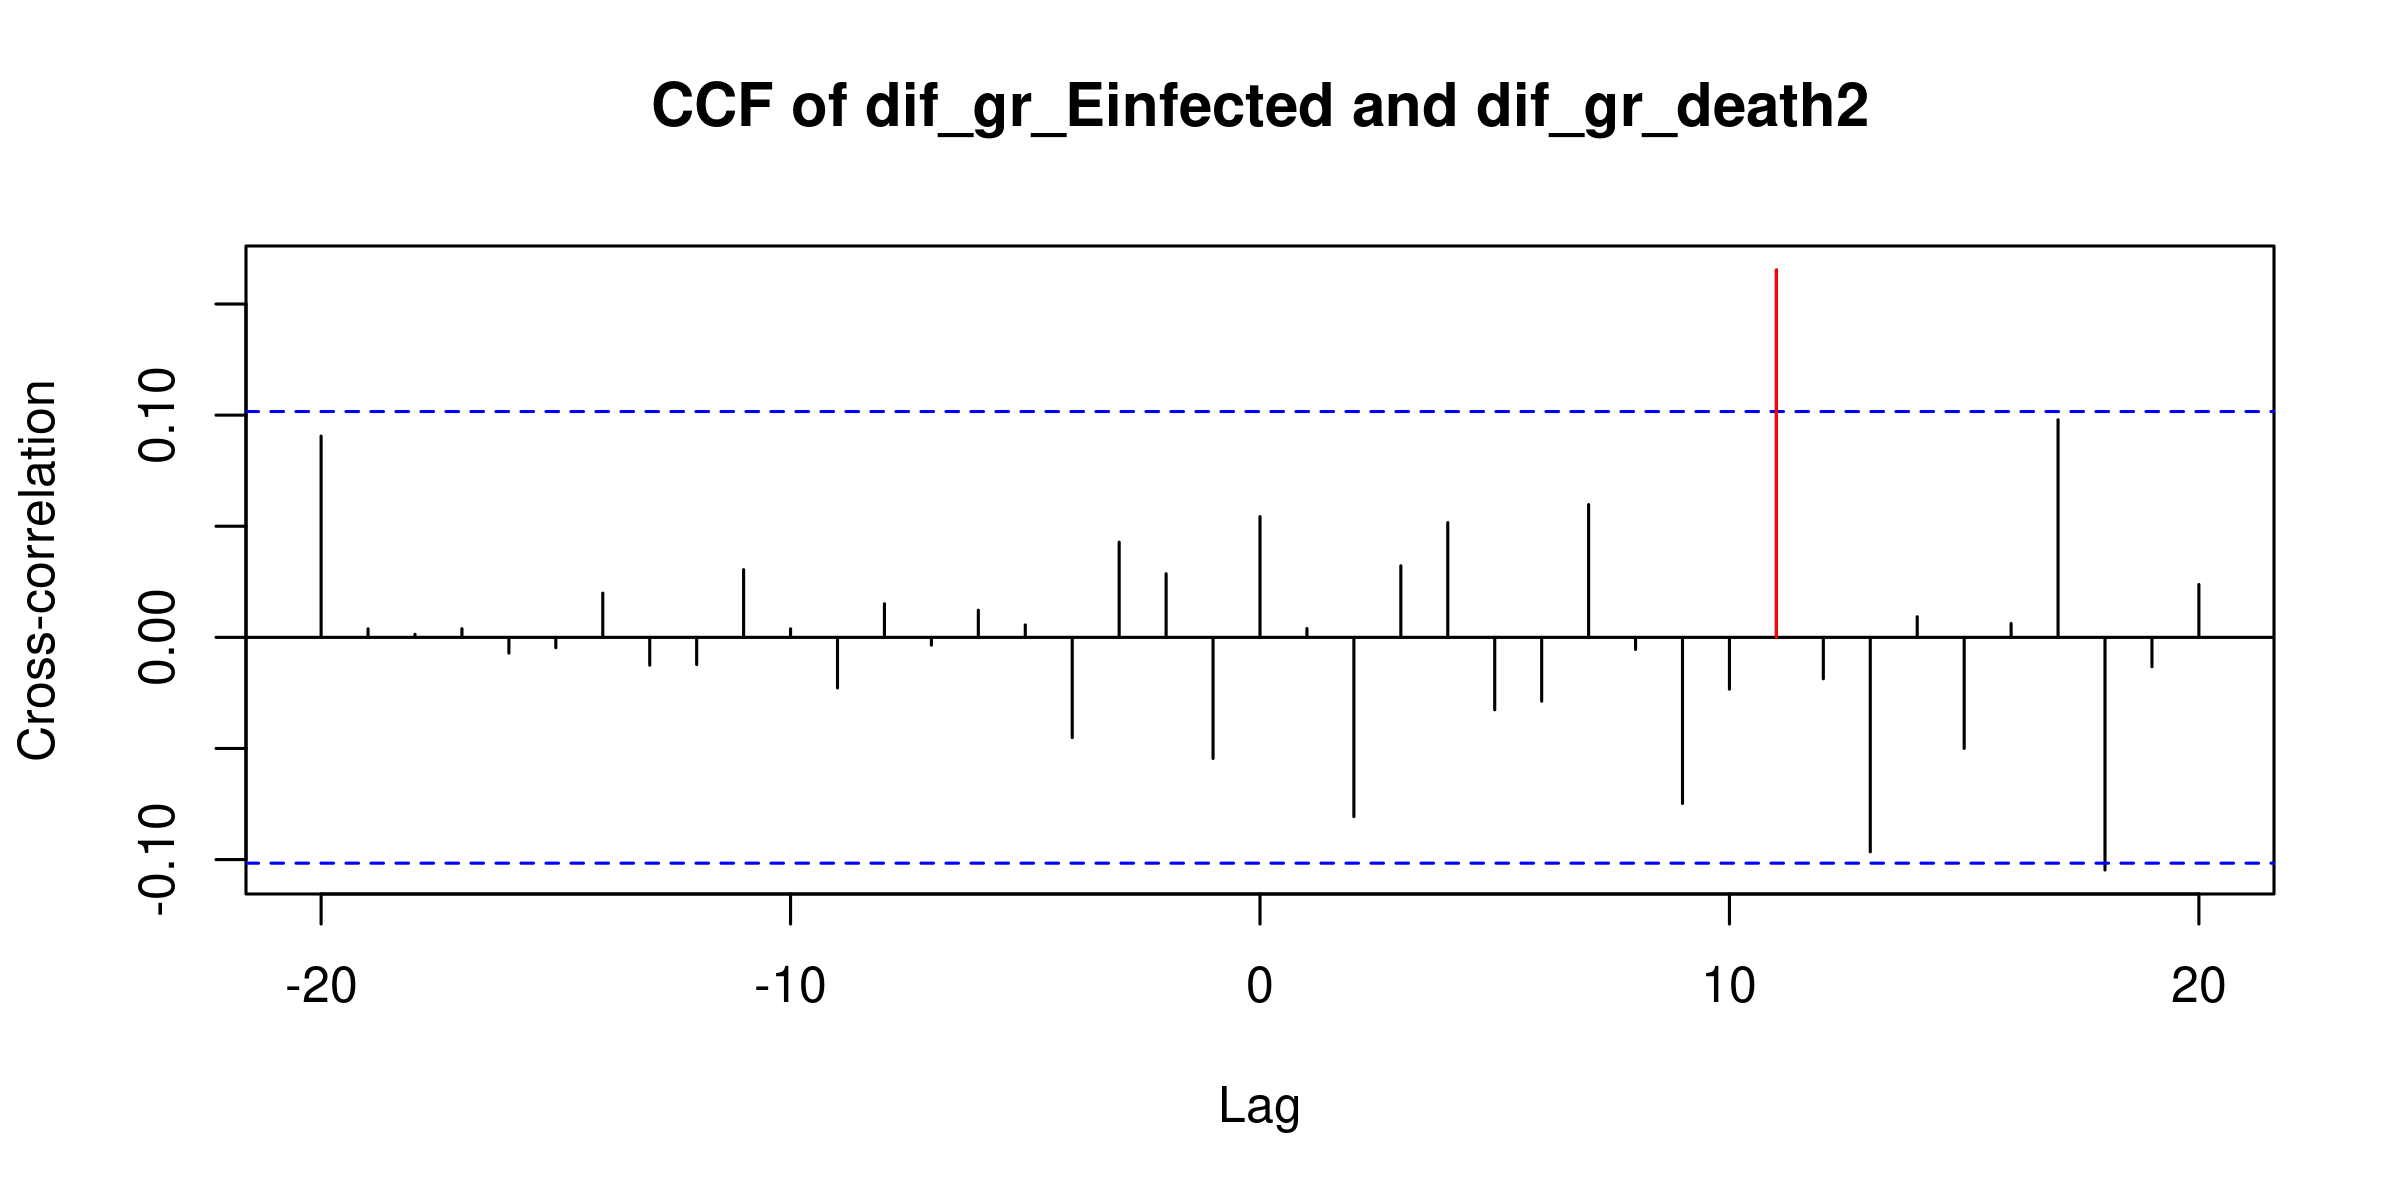 CCF of dif_gr_Einfected and dif_gr_death2
Cross-correlation
0.10
0.00
-0.10
-20 -10 0 10 20
Lag